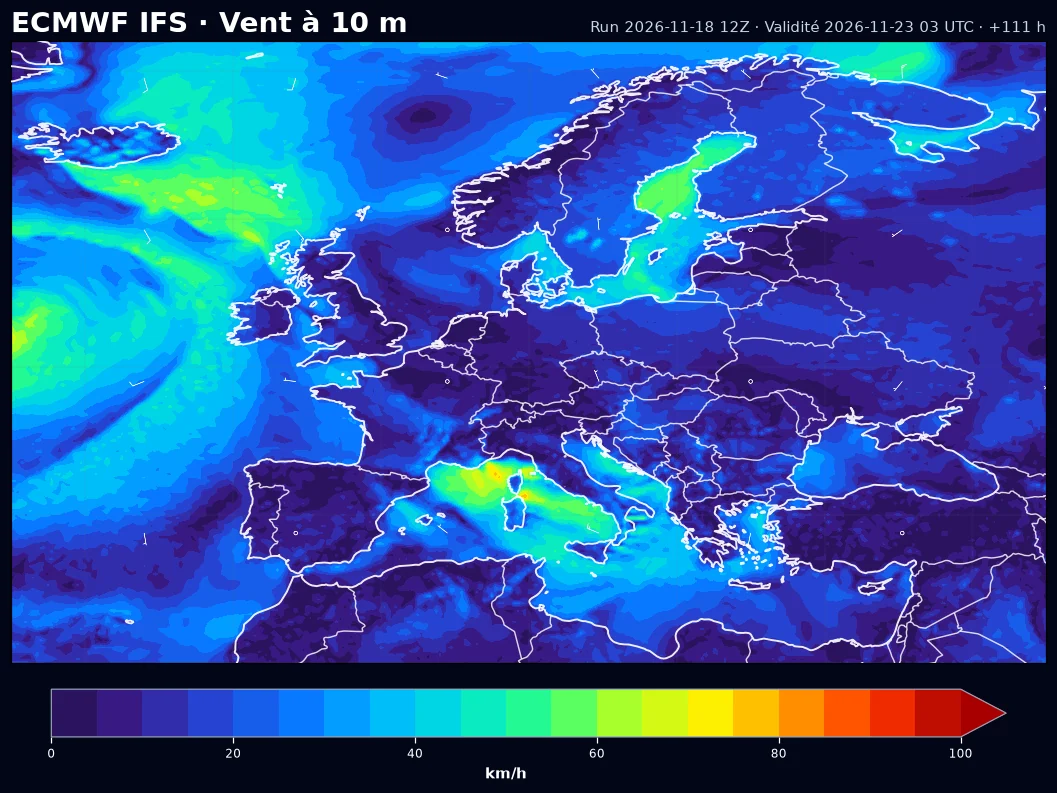 ECMWF IFS · Vent à 10 m
Run 2026-11-18 12Z · Validité 2026-11-23 03 UTC · +111 h
0 20 40 60 80 100
km/h